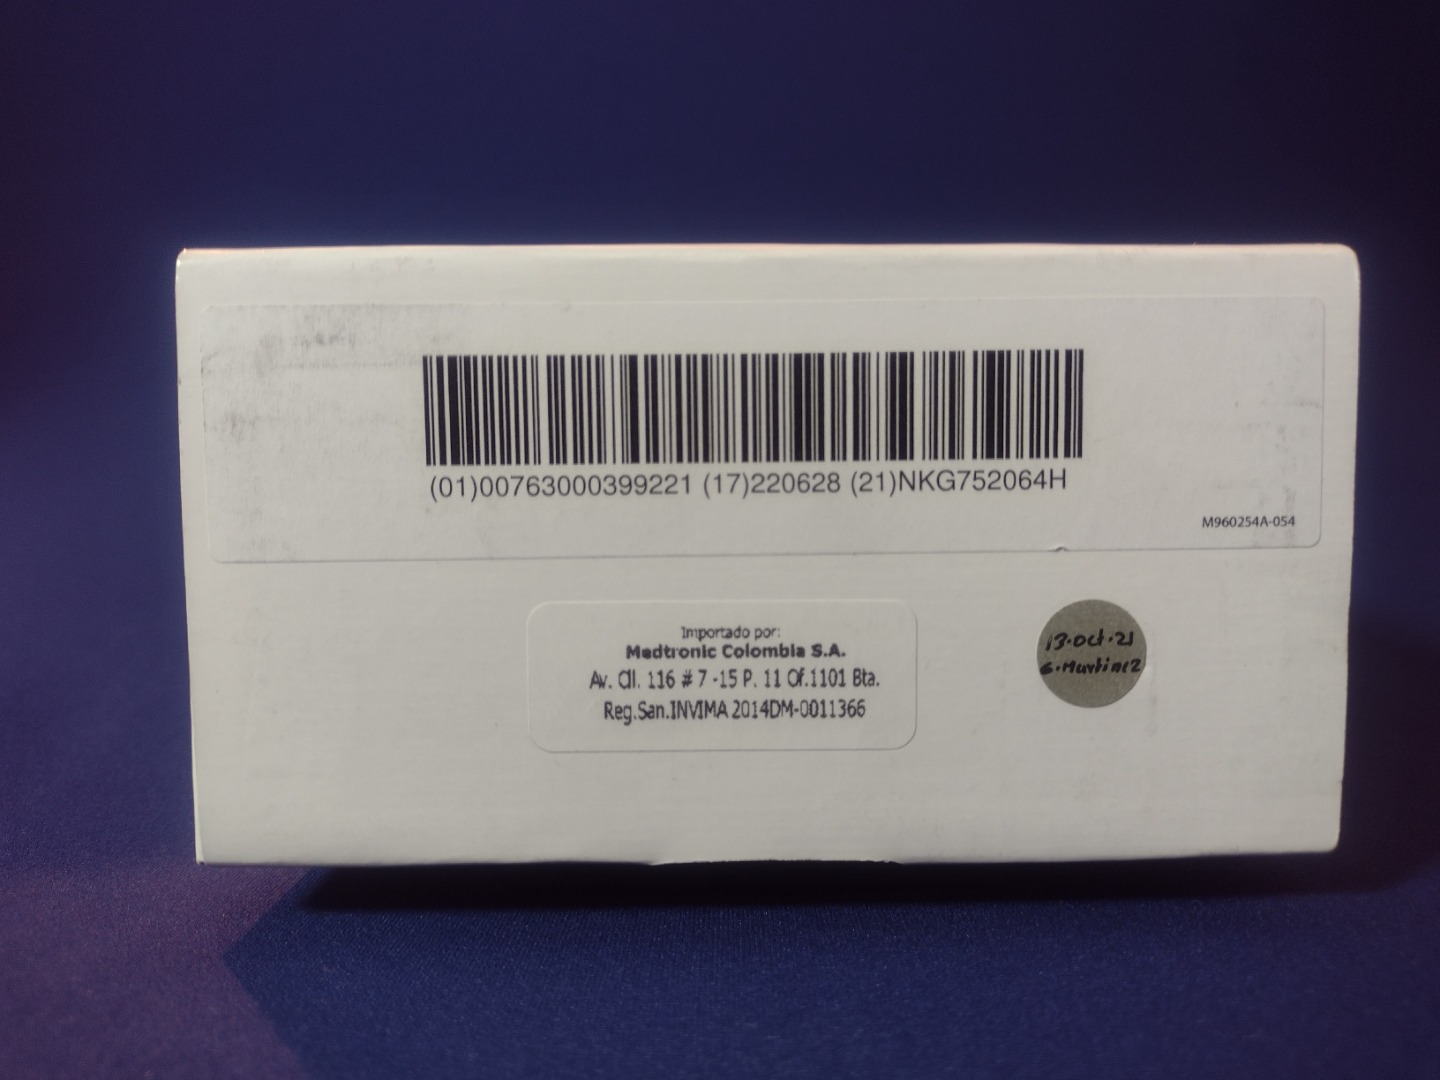 (01)00763000399221 (17)220628 (21)NKG752064H
M960254A-054
Importado por:
Medtronic Colombia S.A.
Av. Cll. 116 # 7 -15 P. 11 Of.1101 Bta.
Reg.San.INVIMA 2014DM-0011366
13·oct·21
G·Martinez